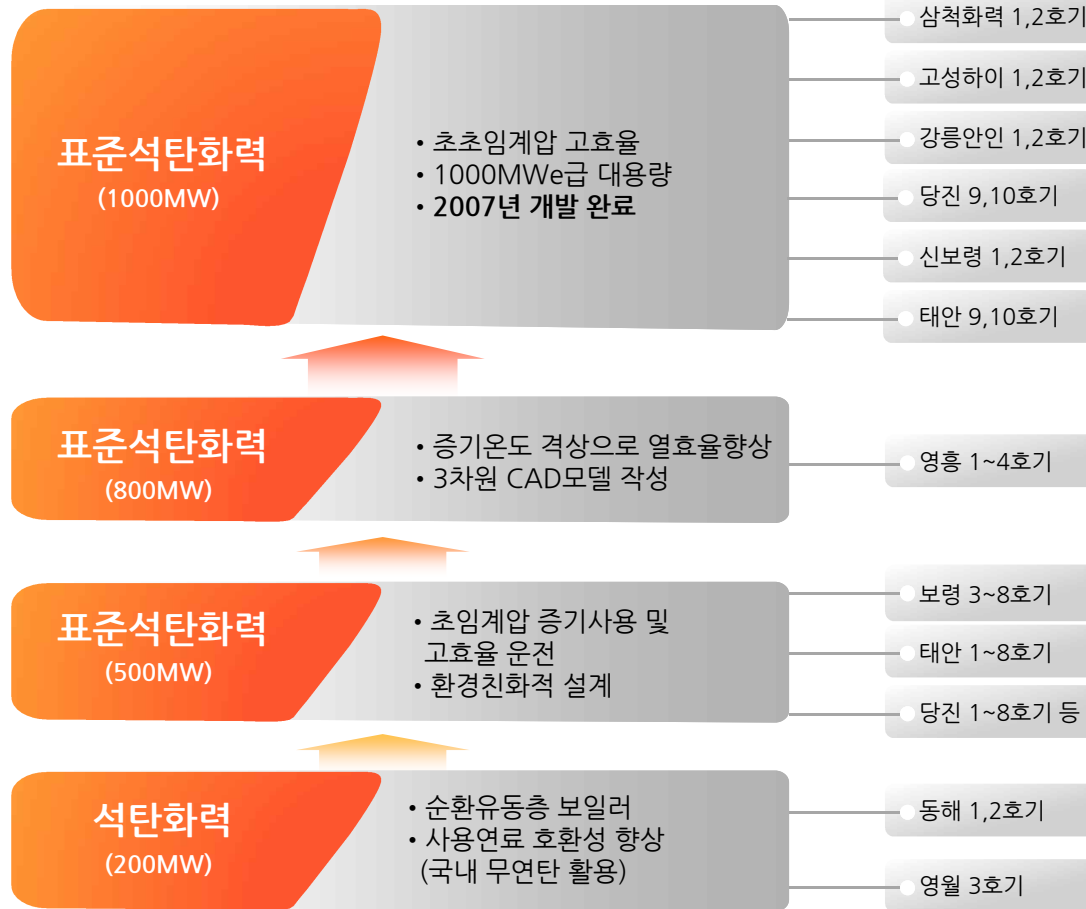 표준석탄화력
(1000MW)
• 초초임계압 고효율
• 1000MWe급 대용량
• 2007년 개발 완료
삼척화력 1,2호기
고성하이 1,2호기
강릉안인 1,2호기
당진 9,10호기
신보령 1,2호기
태안 9,10호기
표준석탄화력
(800MW)
• 증기온도 격상으로 열효율향상
• 3차원 CAD모델 작성
영흥 1~4호기
표준석탄화력
(500MW)
• 초임계압 증기사용 및
고효율 운전
• 환경친화적 설계
보령 3~8호기
태안 1~8호기
당진 1~8호기 등
석탄화력
(200MW)
• 순환유동층 보일러
• 사용연료 호환성 향상
(국내 무연탄 활용)
동해 1,2호기
영월 3호기